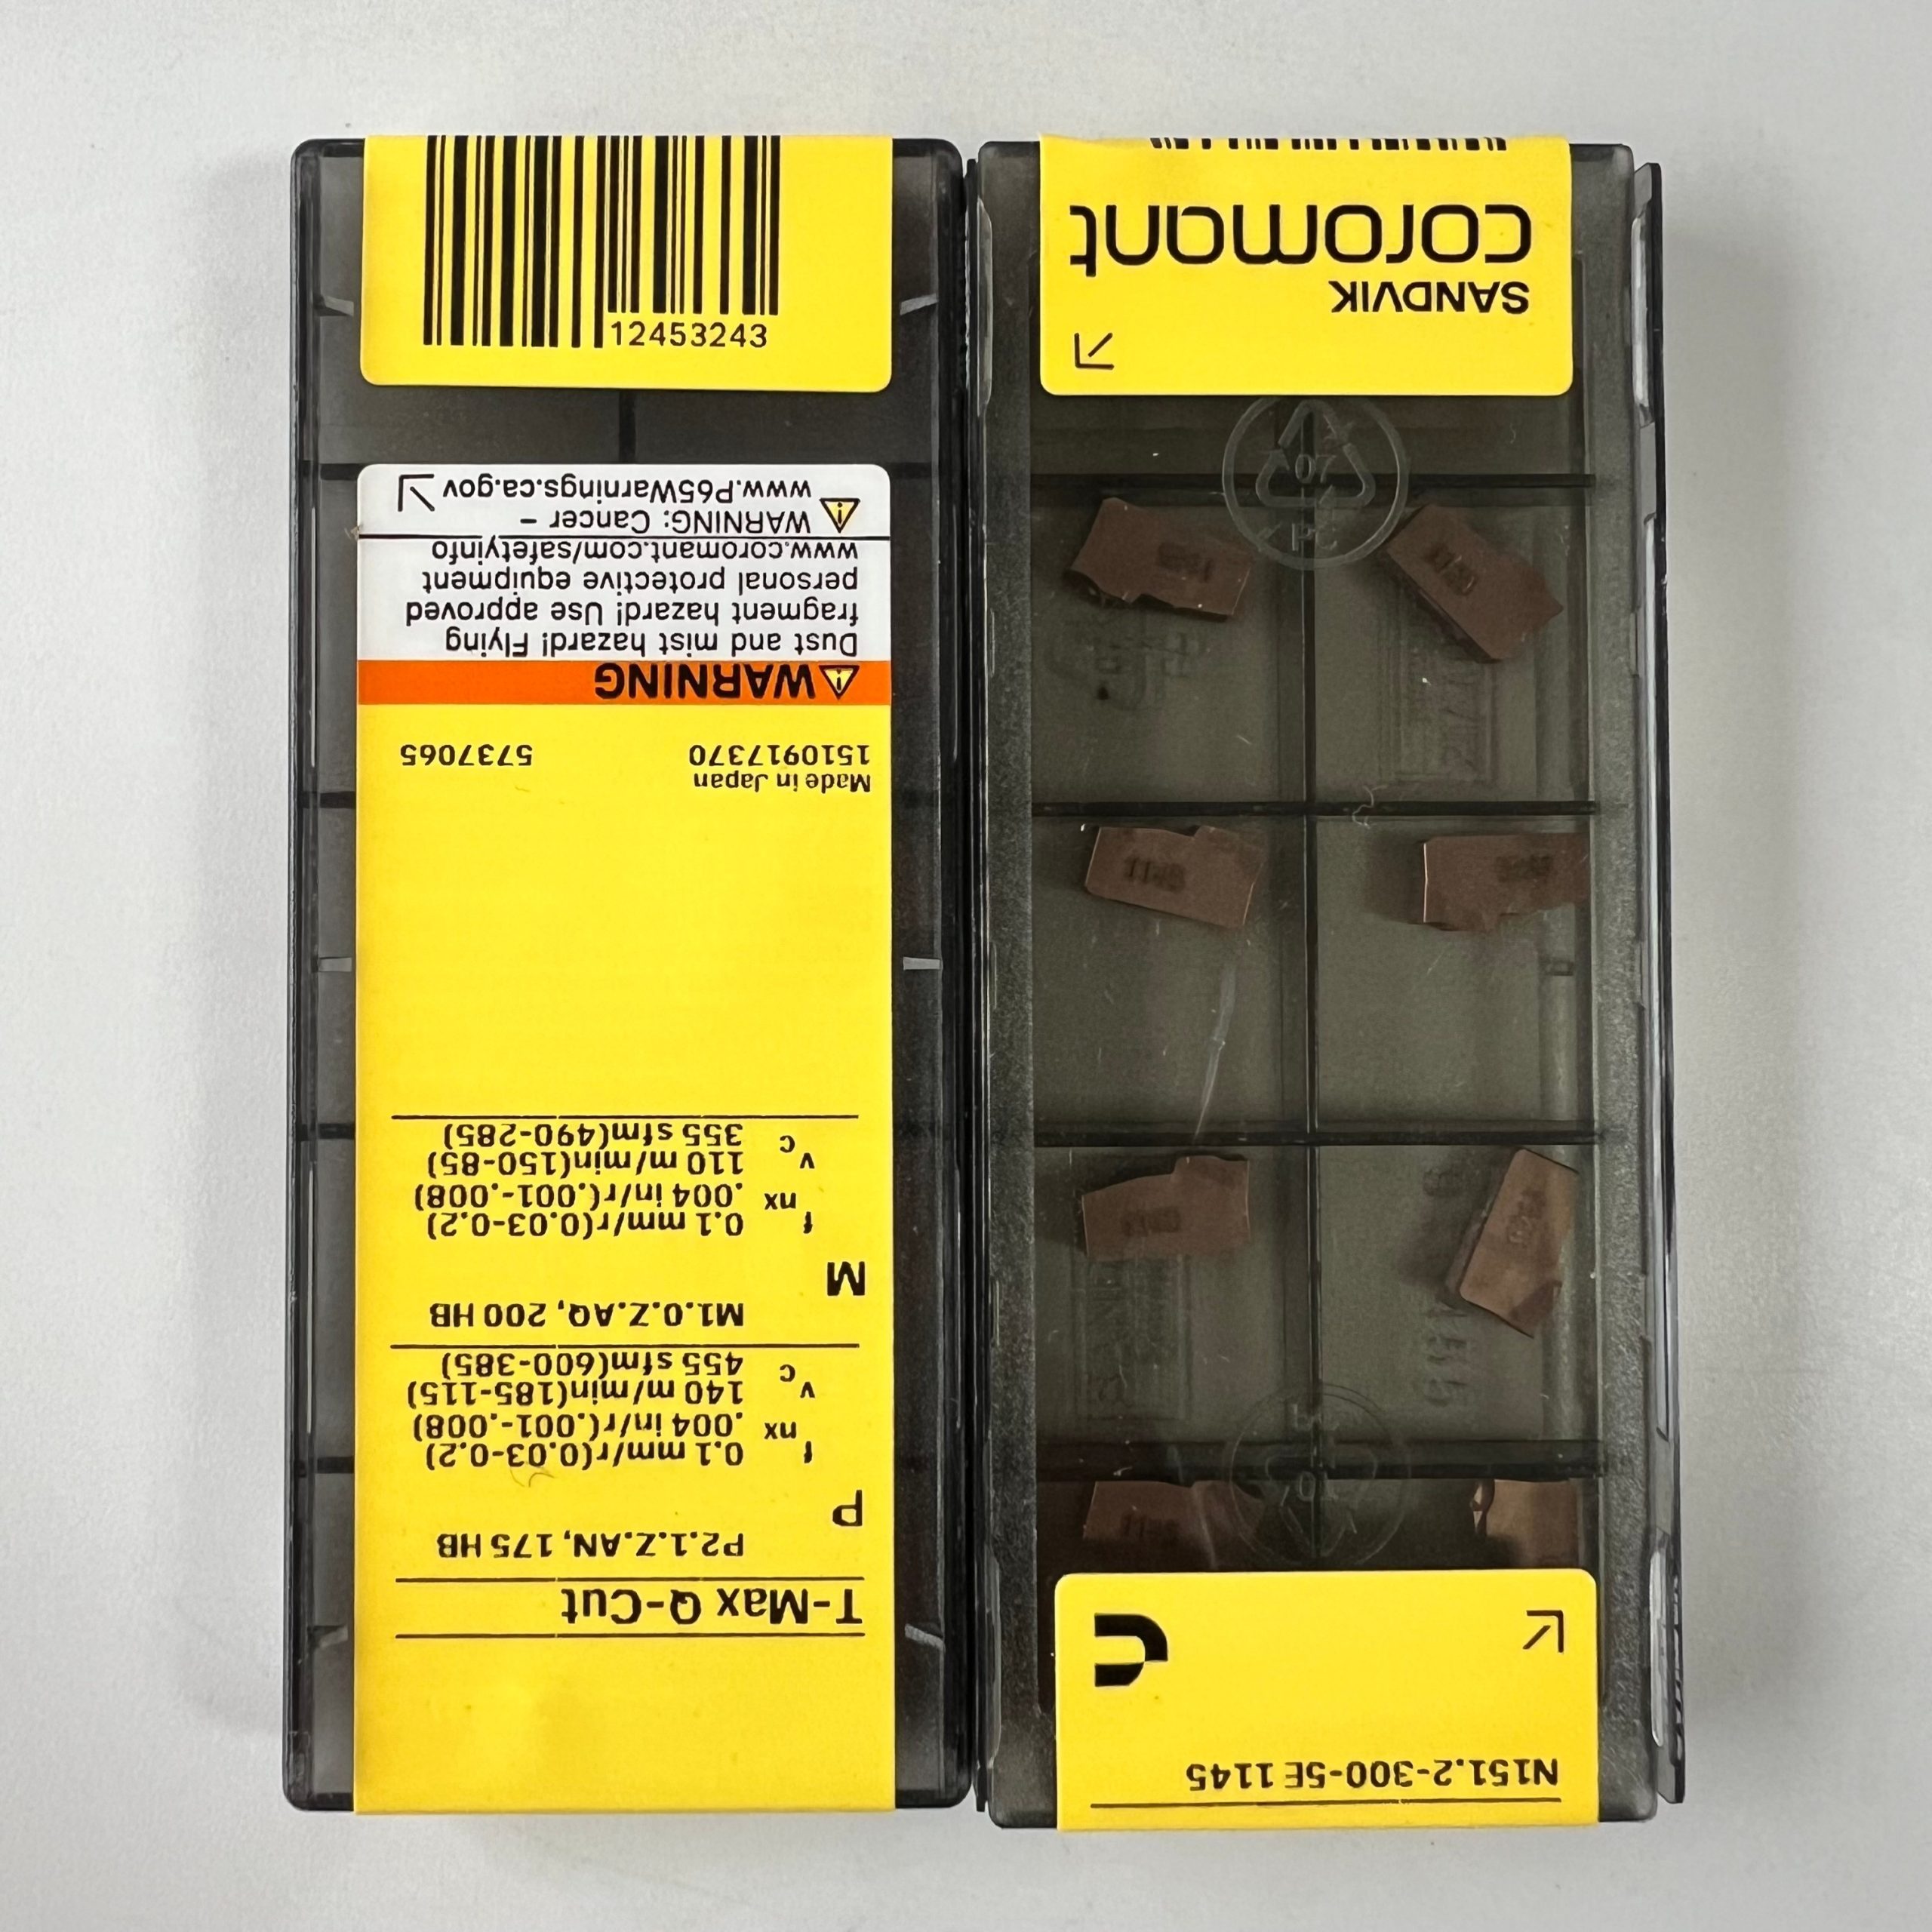 12453243
T-Max Q-Cut
P2.1.Z.AN, 175 HB
P
f 0.1 mm/r(0.03-0.2)
nx .004 in/r(.001-.008)
v 140 m/min(185-115)
c 455 sfm(600-385)
M1.0.Z.AQ, 200 HB
M
f 0.1 mm/r(0.03-0.2)
nx .004 in/r(.001-.008)
v 110 m/min(150-85)
c 355 sfm(490-285)
Made in Japan
1510917370 5737065
WARNING
Dust and mist hazard! Flying
fragment hazard! Use approved
personal protective equipment
www.coromant.com/safetyinfo
WARNING: Cancer –
www.P65Warnings.ca.gov
N151.2-300-5E 1145
1145
SANDVIK
coromant